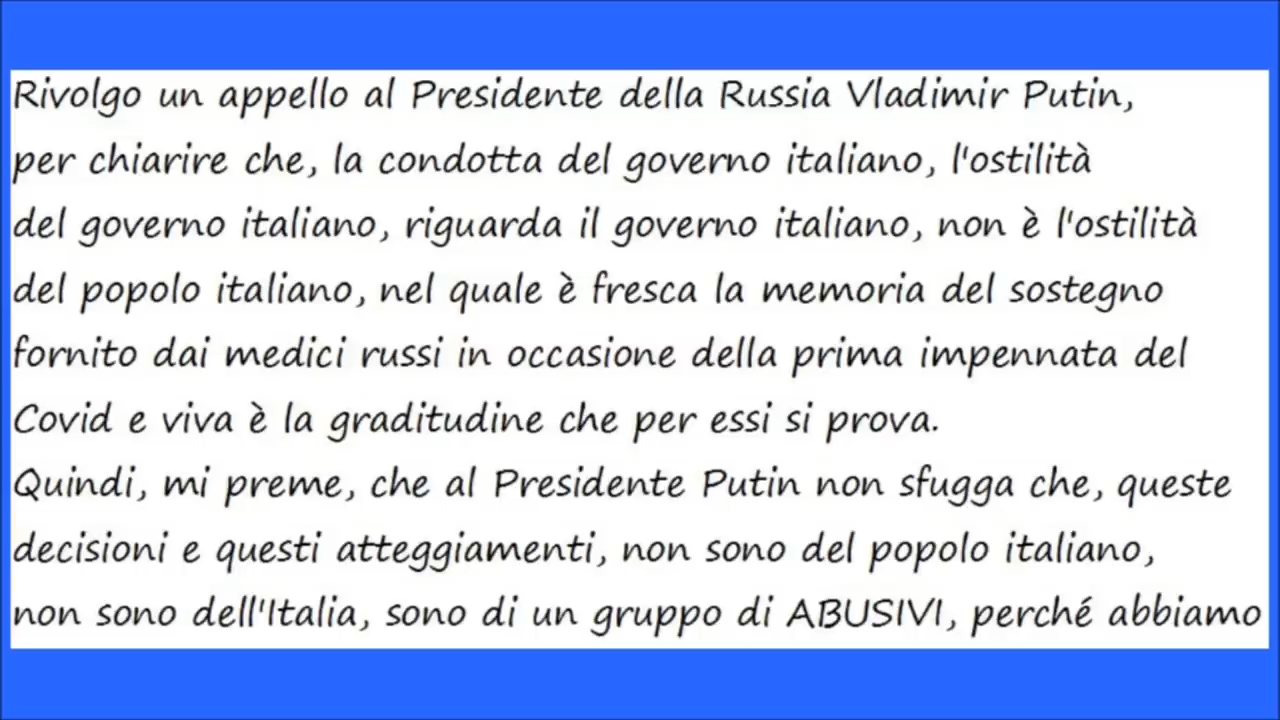 Rivolgo un appello al Presidente della Russia Vladimir Putin,
per chiarire che, la condotta del governo italiano, l'ostilità
del governo italiano, riguarda il governo italiano, non è l'ostilità
del popolo italiano, nel quale è fresca la memoria del sostegno
fornito dai medici russi in occasione della prima impennata del
Covid e viva è la graditudine che per essi si prova.
Quindi, mi preme, che al Presidente Putin non sfugga che, queste
decisioni e questi atteggiamenti, non sono del popolo italiano,
non sono dell'Italia, sono di un gruppo di ABUSIVI, perché abbiamo